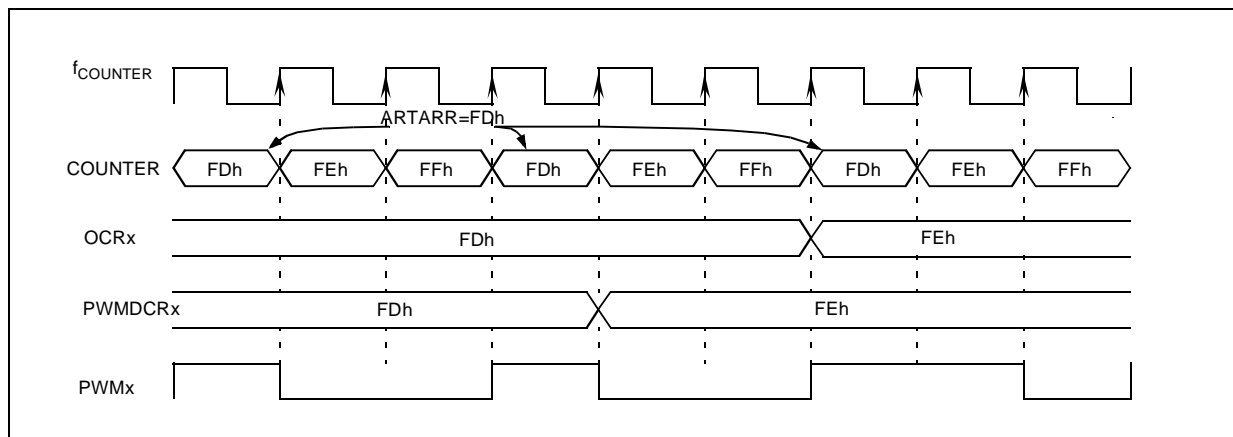 fCOUNTER
ARTARR=FDh
COUNTER FDh FEh FFh FDh FEh FFh FDh FEh FFh
OCRx FDh FEh
PWMDCRx FDh FEh
PWMx